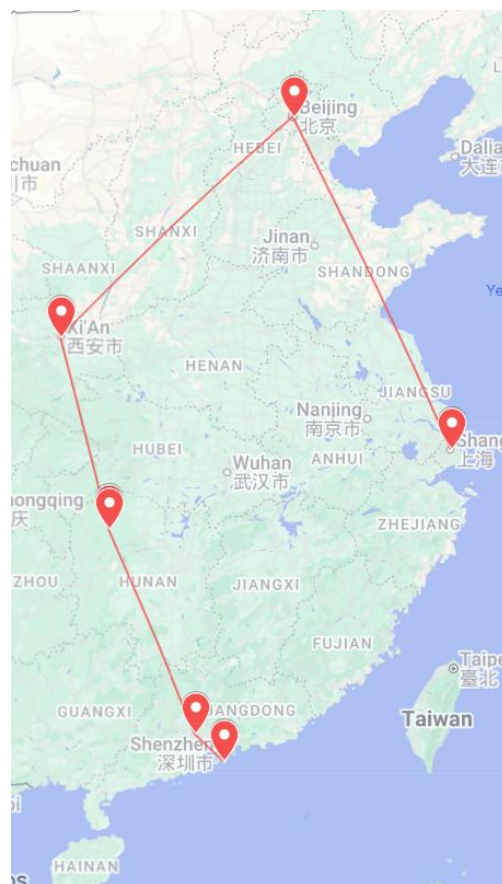 Beijing
北京
HEBEI
Dalia
大连市
chuan
川市
SHANXI
Jinan
济南市
SHANDONG
SHAANXI
Ye
Xi'An
西安市
HENAN
JIANGSU
Nanjing
南京市
Shang
上海
HUBEI
Wuhan
武汉市
ANHUI
hongqing
庆
ZHEJIANG
ZHOU
HUNAN
JIANGXI
FUJIAN
Taipe
臺北
GUANGXI
UANGDONG
Taiwan
Shenzhen
深圳市
HAINAN